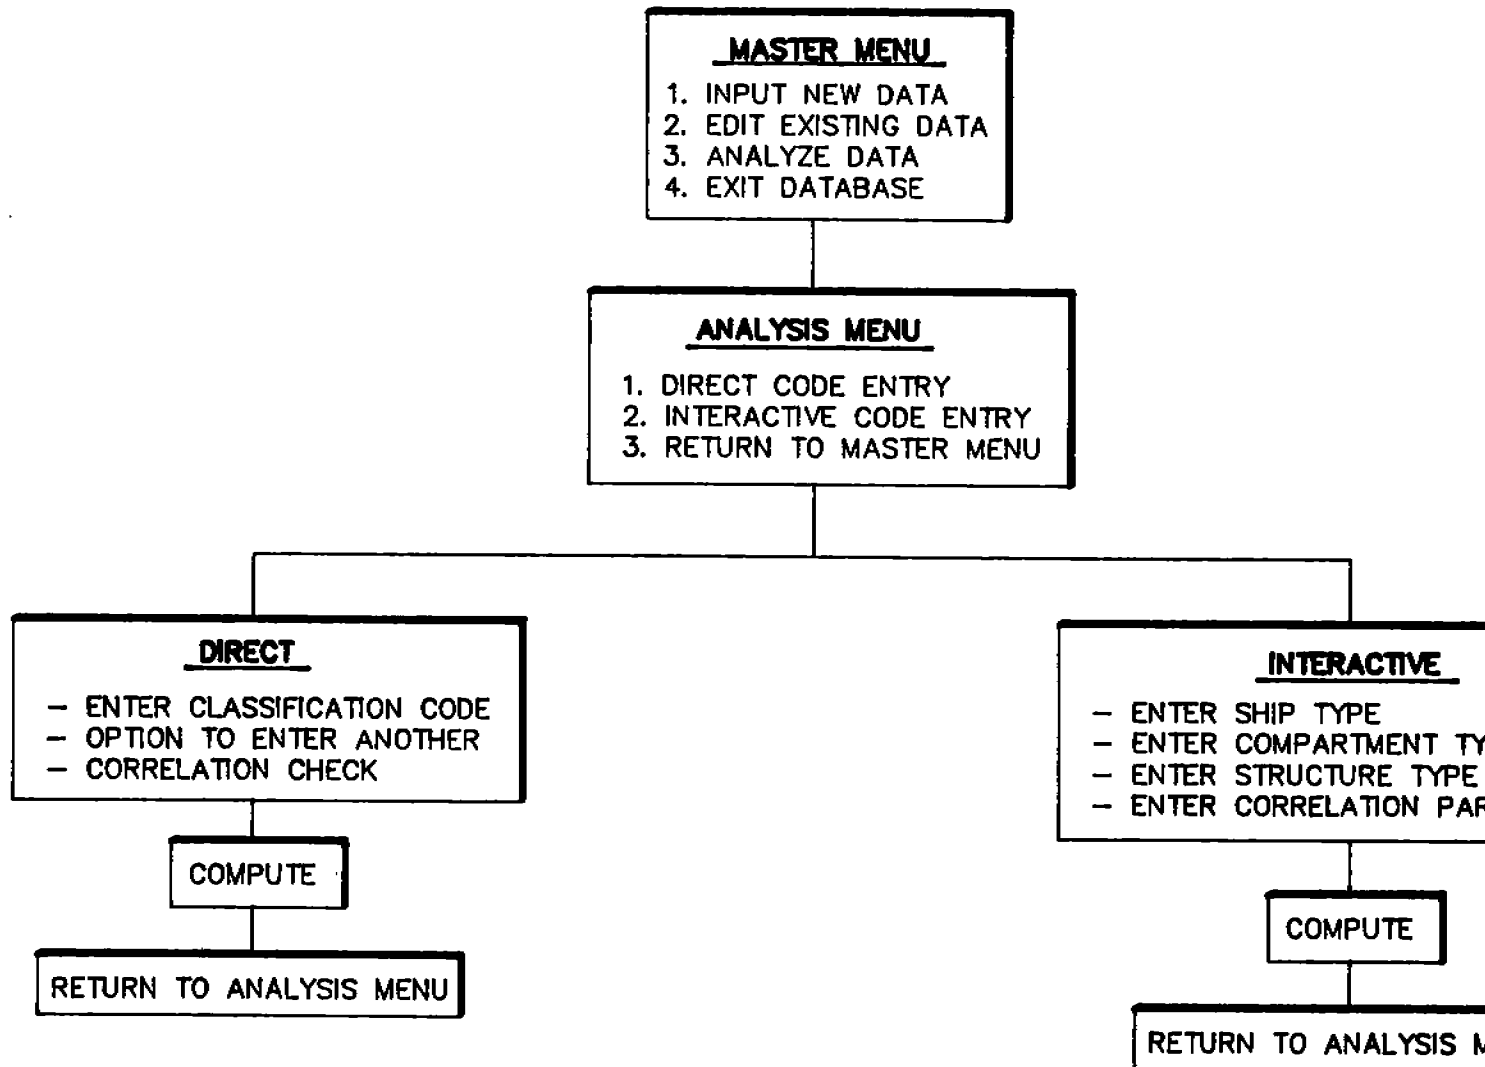 MASTER MENU
1. INPUT NEW DATA
2. EDIT EXISTING DATA
3. ANALYZE DATA
4. EXIT DATABASE
ANALYSIS MENU
1. DIRECT CODE ENTRY
2. INTERACTIVE CODE ENTRY
3. RETURN TO MASTER MENU
DIRECT
– ENTER CLASSIFICATION CODE
– OPTION TO ENTER ANOTHER
– CORRELATION CHECK
COMPUTE
RETURN TO ANALYSIS MENU
INTERACTIVE
– ENTER SHIP TYPE
– ENTER COMPARTMENT
– ENTER STRUCTURE TYPE
– ENTER CORRELATION
COMPUTE
RETURN TO ANALYSIS